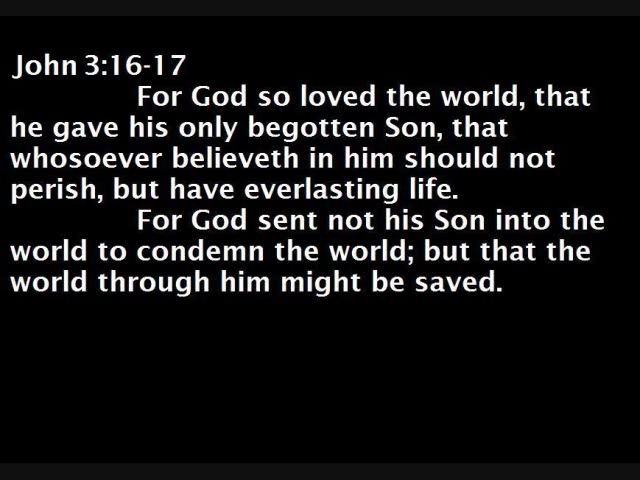 John 3:16-17
For God so loved the world, that
he gave his only begotten Son, that
whosoever believeth in him should not
perish, but have everlasting life.
For God sent not his Son into the
world to condemn the world; but that the
world through him might be saved.